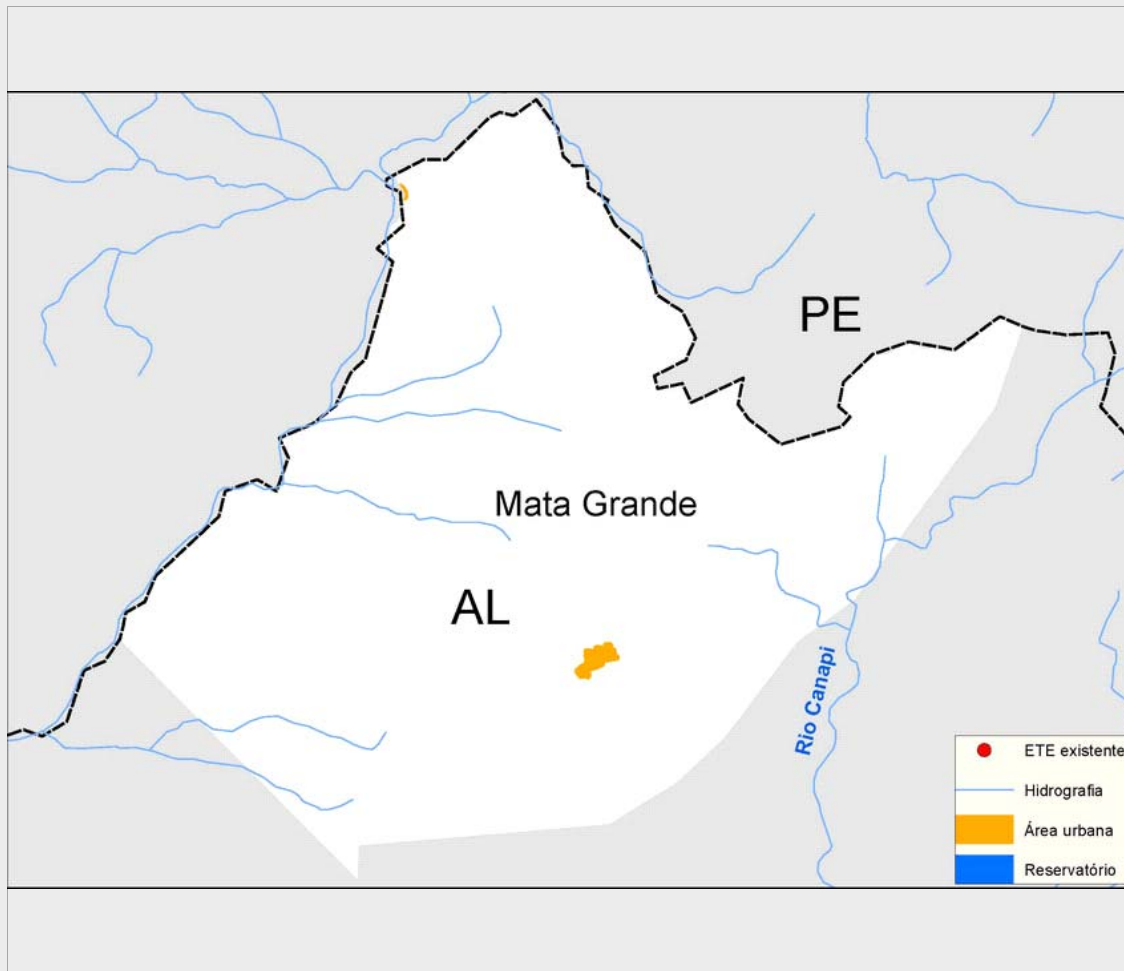 PE
Mata Grande
AL
Rio Canapi
ETE existente
Hidrografia
Área urbana
Reservatório